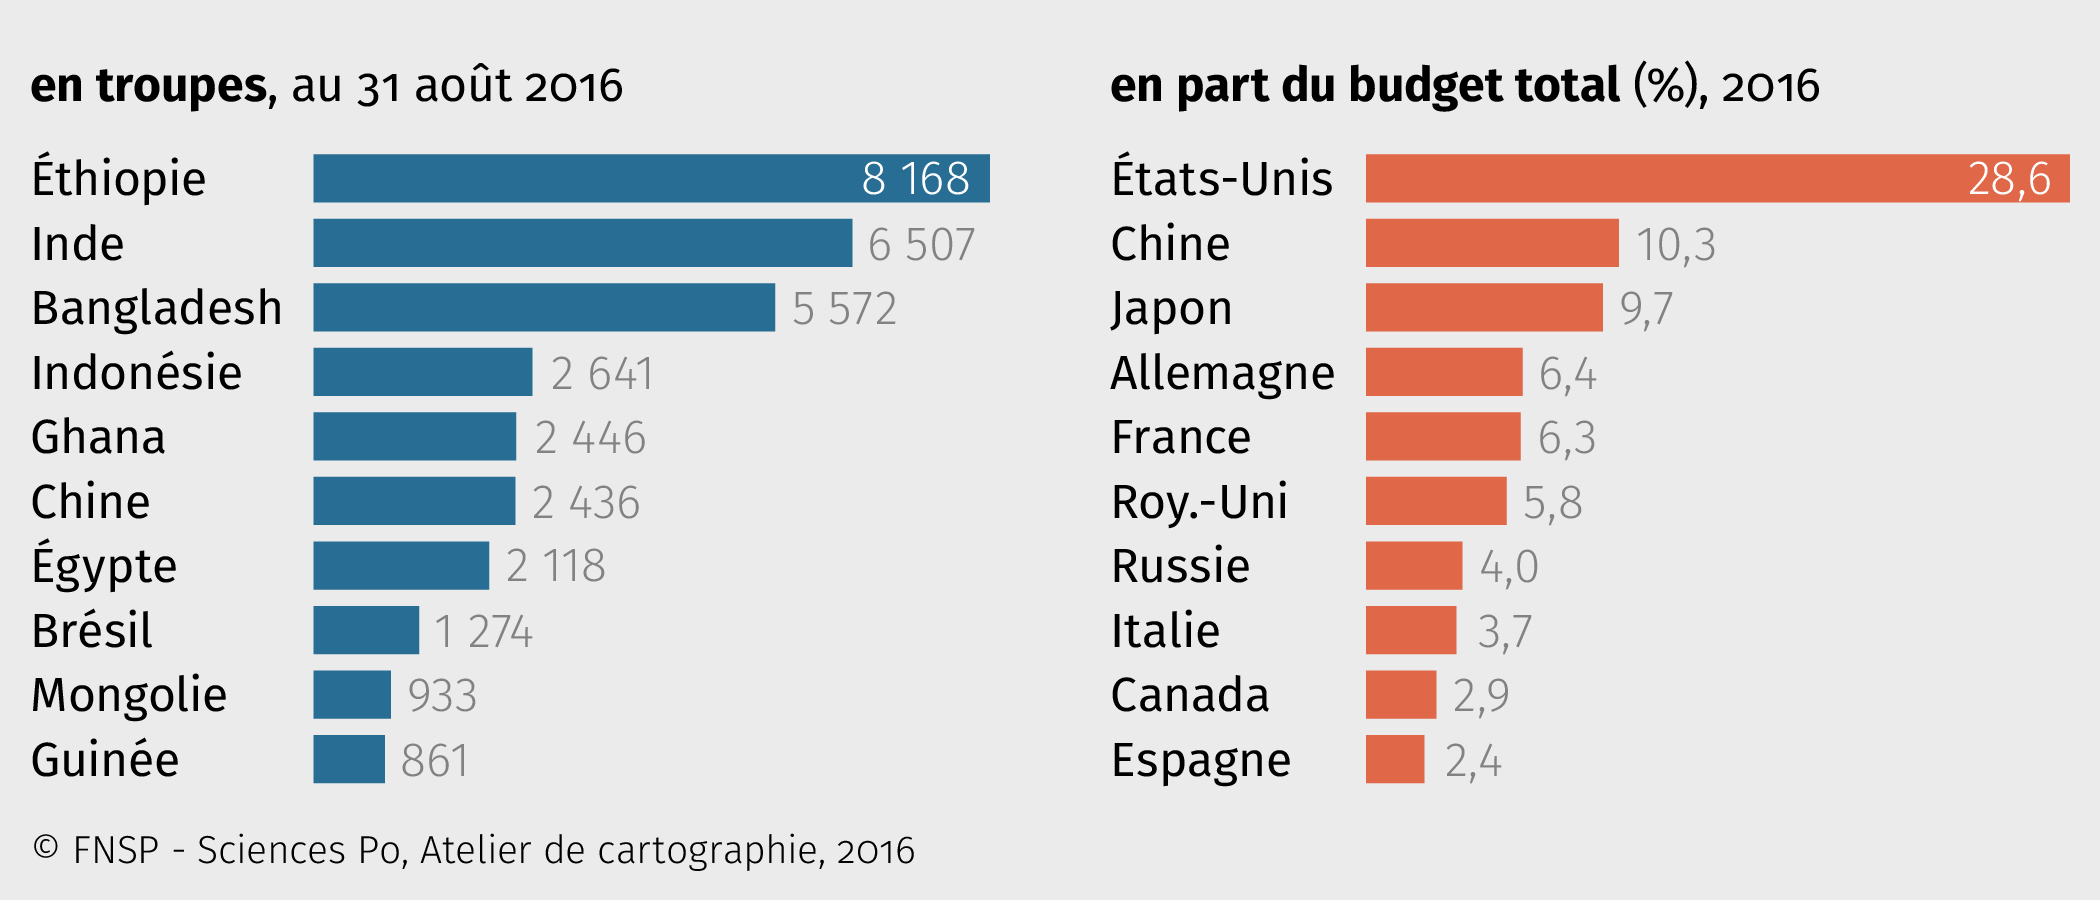 en troupes, au 31 août 2016
Éthiopie 8 168
Inde 6 507
Bangladesh 5 572
Indonésie 2 641
Ghana 2 446
Chine 2 436
Égypte 2 118
Brésil 1 274
Mongolie 933
Guinée 861
en part du budget total (%), 2016
États-Unis 28,6
Chine 10,3
Japon 9,7
Allemagne 6,4
France 6,3
Roy.-Uni 5,8
Russie 4,0
Italie 3,7
Canada 2,9
Espagne 2,4
© FNSP - Sciences Po, Atelier de cartographie, 2016